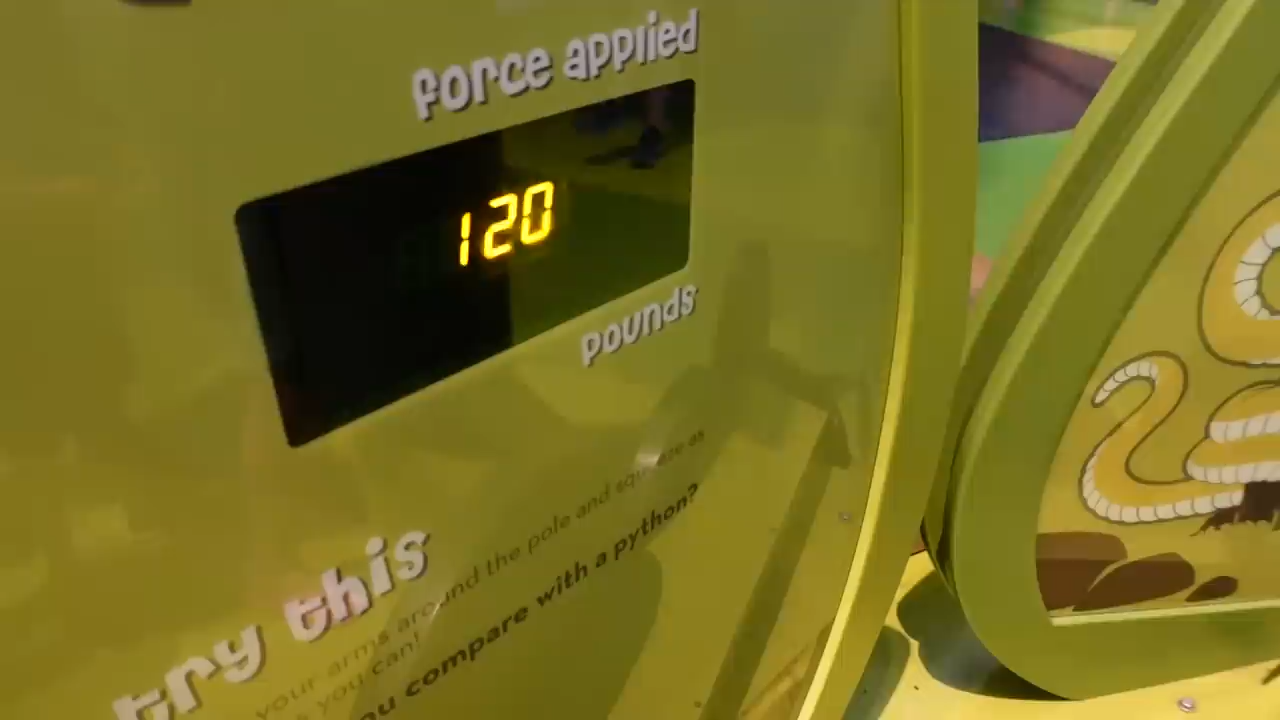 force applied
120
pounds
try this
your arms around the pole and squeeze as
s you can!
ou compare with a python?